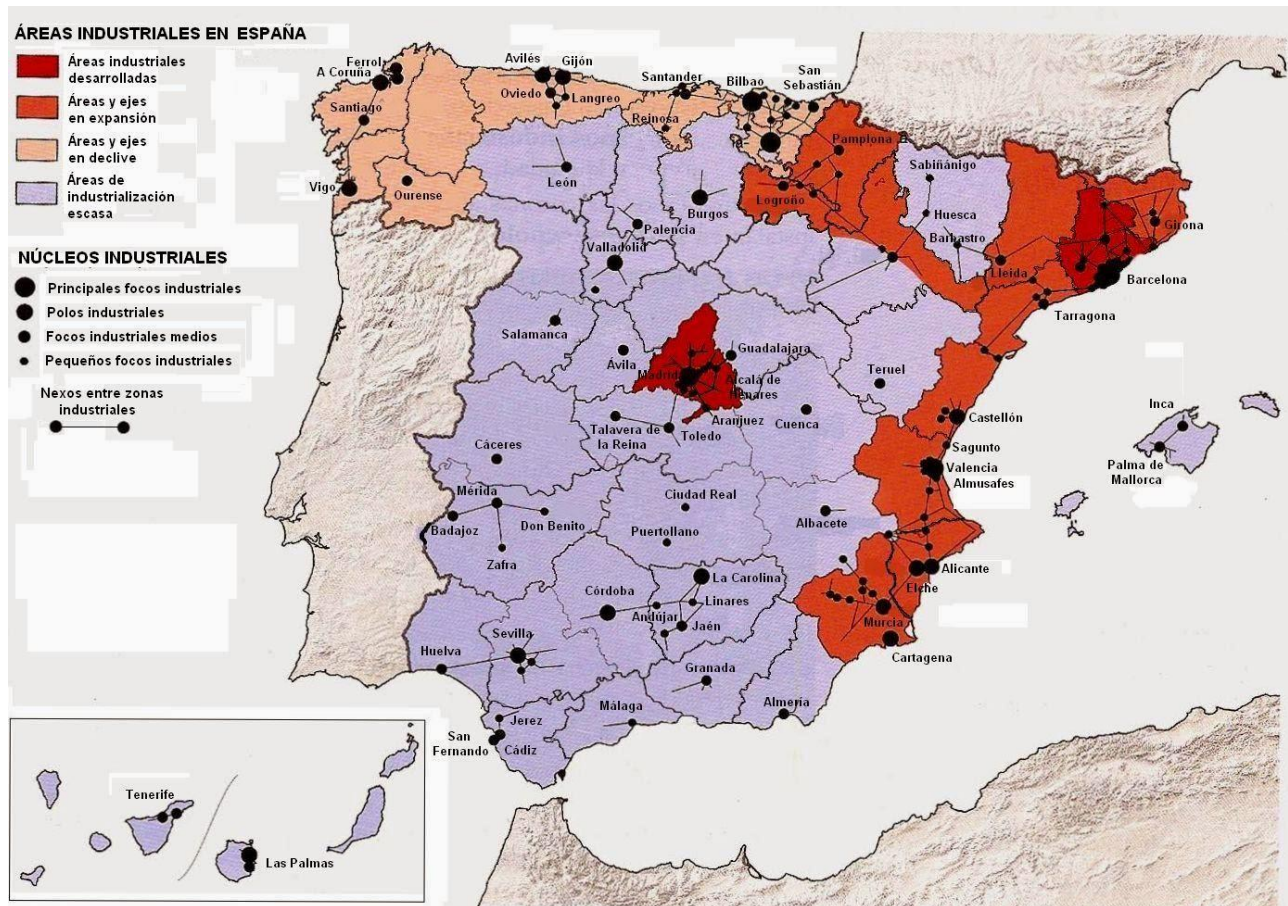 ÁREAS INDUSTRIALES EN ESPAÑA
Áreas industriales
desarrolladas
Áreas y ejes
en expansión
Áreas y ejes
en declive
Áreas de
industrialización
escasa
NÚCLEOS INDUSTRIALES
Principales focos industriales
Polos industriales
Focos industriales medios
Pequeños focos industriales
Nexos entre zonas
industriales
Ferrol
A Coruña
Santiago
Vigo
Ourense
Avilés
Gijón
Oviedo
Langreo
Santander
Reinosa
Bilbao
San
Sebastián
Pamplona
Logroño
Sabiñánigo
Huesca
Barbastro
Lleida
Girona
Barcelona
Tarragona
León
Burgos
Palencia
Valladolid
Salamanca
Ávila
Madrid
Guadalajara
Alcalá de
Henares
Aranjuez
Toledo
Talavera de
la Reina
Cuenca
Teruel
Castellón
Sagunto
Valencia
Almusafes
Inca
Palma de
Mallorca
Cáceres
Mérida
Badajoz
Don Benito
Zafra
Ciudad Real
Puertollano
Albacete
Alicante
Elche
Murcia
Cartagena
La Carolina
Linares
Andújar
Jaén
Córdoba
Sevilla
Huelva
Granada
Almería
Málaga
Jerez
San
Fernando
Cádiz
Tenerife
Las Palmas